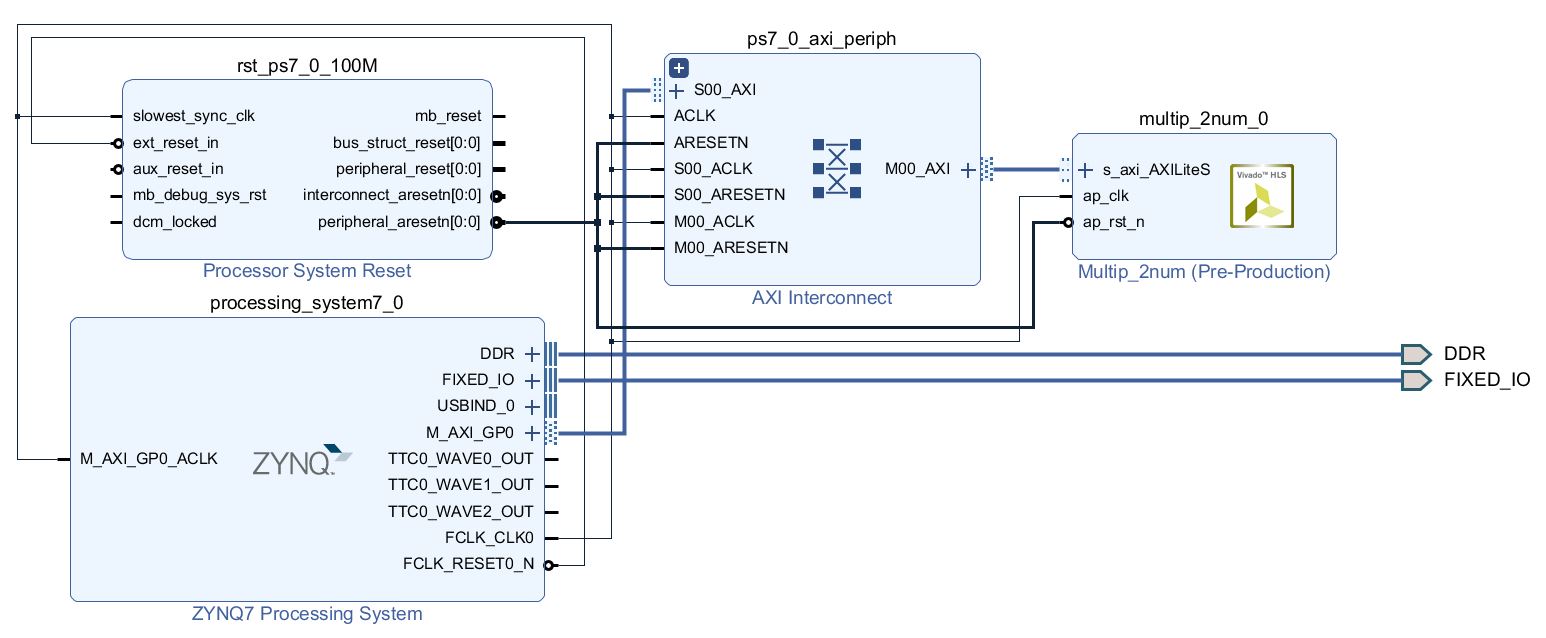 rst_ps7_0_100M
slowest_sync_clk
ext_reset_in
aux_reset_in
mb_debug_sys_rst
dcm_locked
mb_reset
bus_struct_reset[0:0]
peripheral_reset[0:0]
interconnect_aresetn[0:0]
peripheral_aresetn[0:0]
Processor System Reset
ps7_0_axi_periph
S00_AXI
ACLK
ARESETN
S00_ACLK
S00_ARESETN
M00_ACLK
M00_ARESETN
M00_AXI
AXI Interconnect
multip_2num_0
s_axi_AXILiteS
ap_clk
ap_rst_n
Vivado™ HLS
Multip_2num (Pre-Production)
processing_system7_0
M_AXI_GP0_ACLK
ZYNQ
DDR
FIXED_IO
USBIND_0
M_AXI_GP0
TTC0_WAVE0_OUT
TTC0_WAVE1_OUT
TTC0_WAVE2_OUT
FCLK_CLK0
FCLK_RESET0_N
ZYNQ7 Processing System
DDR
FIXED_IO